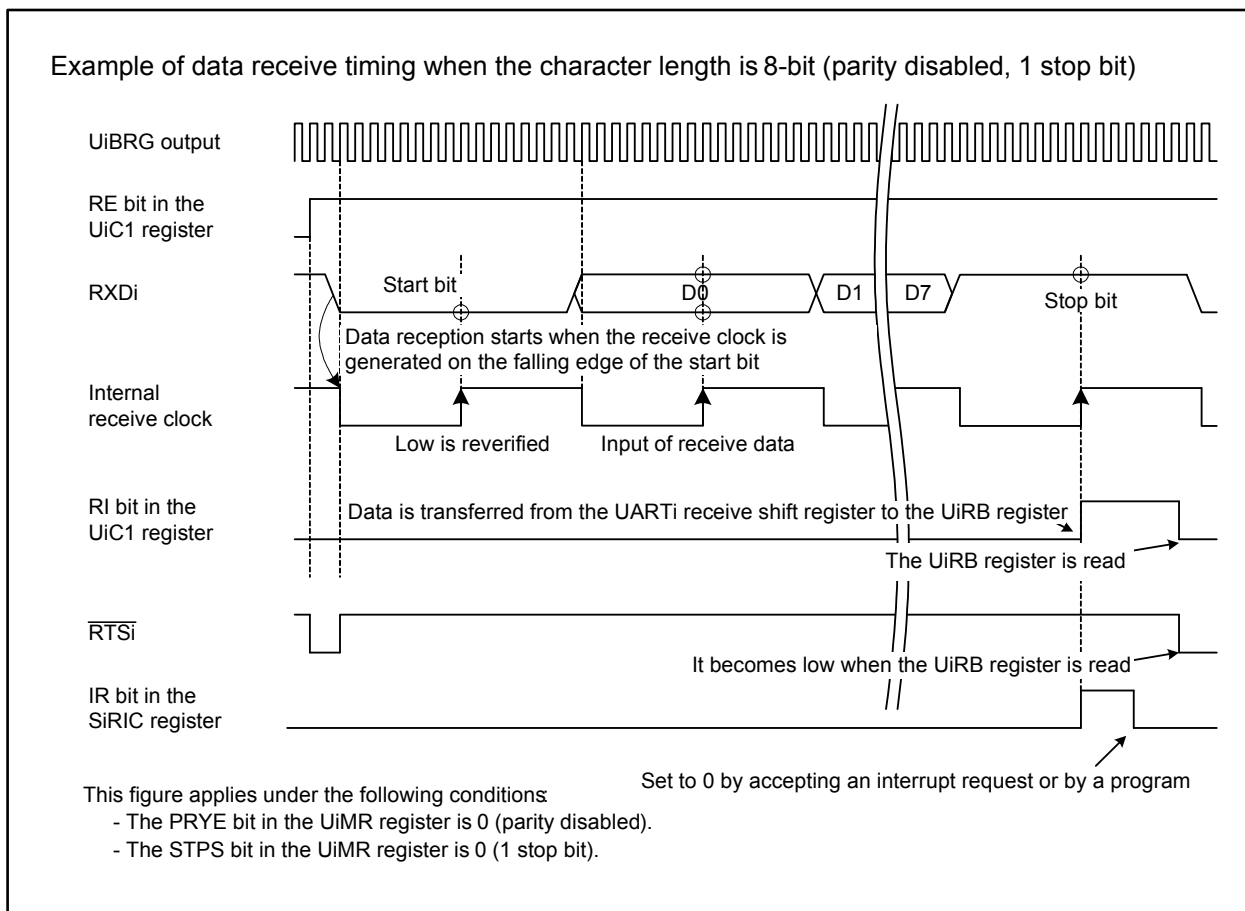 Example of data receive timing when the character length is 8-bit (parity disabled, 1 stop bit)
UiBRG output
RE bit in the
UiC1 register
RXDi
Start bit
D0
D1
D7
Stop bit
Data reception starts when the receive clock is
generated on the falling edge of the start bit
Internal
receive clock
Low is reverified
Input of receive data
RI bit in the
UiC1 register
Data is transferred from the UARTi receive shift register to the UiRB register
The UiRB register is read
RTSi
It becomes low when the UiRB register is read
IR bit in the
SiRIC register
Set to 0 by accepting an interrupt request or by a program
This figure applies under the following conditions:
- The PRYE bit in the UiMR register is 0 (parity disabled).
- The STPS bit in the UiMR register is 0 (1 stop bit).